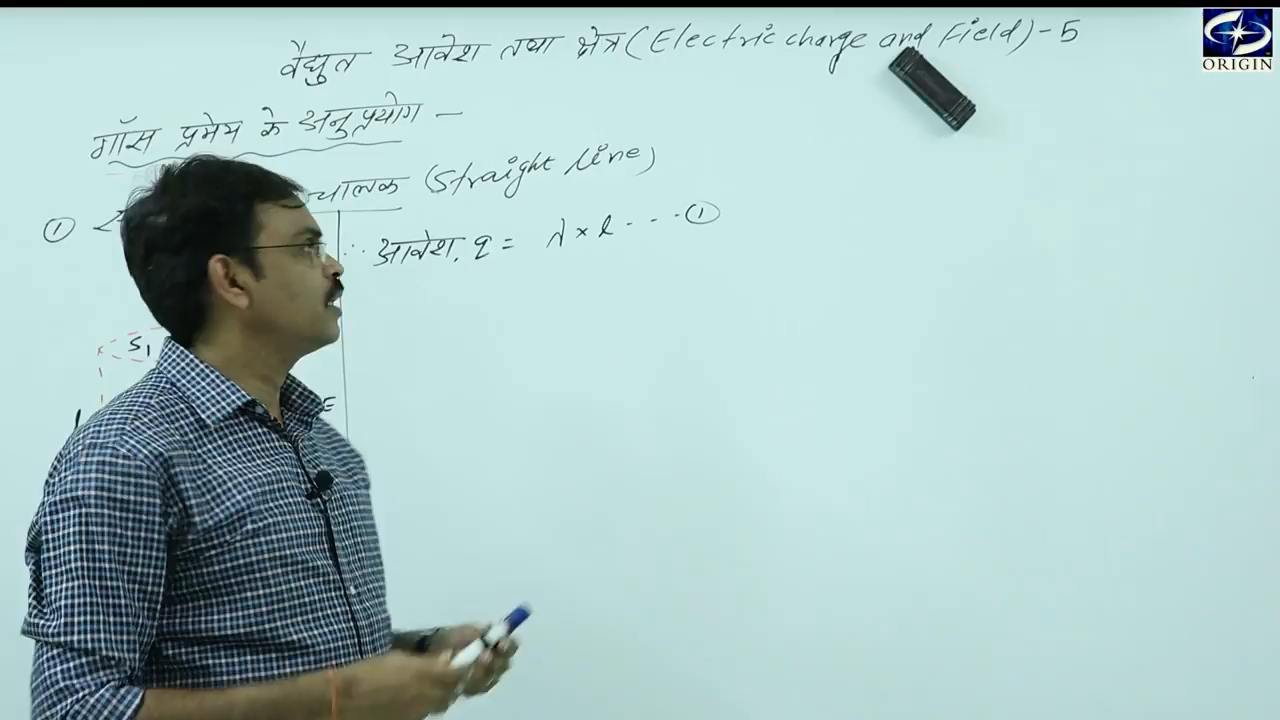 वैद्युत आवेश तथा क्षेत्र (Electric charge and Field) - 5
ORIGIN
गॉस प्रमेय के अनुप्रयोग —
① चालक (Straight line)
∴ आवेश, q = λ × l - - - ①
S₁
E